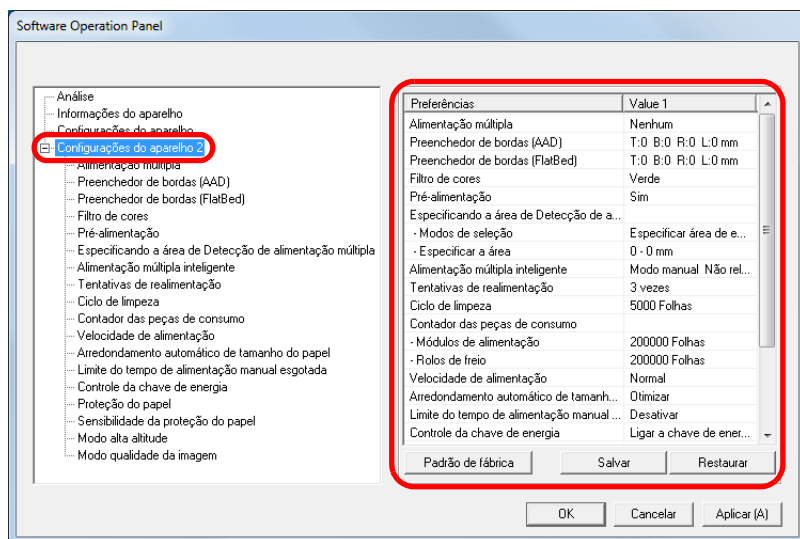 Software Operation Panel
Análise
Informações do aparelho
Configurações do aparelho
Configurações do aparelho 2
Alimentação múltipla
Preenchedor de bordas (AAD)
Preenchedor de bordas (FlatBed)
Filtro de cores
Pré-alimentação
Especificando a área de Detecção de alimentação múltipla
Alimentação múltipla inteligente
Tentativas de realimentação
Ciclo de limpeza
Contador das peças de consumo
Velocidade de alimentação
Arredondamento automático de tamanho do papel
Limite do tempo de alimentação manual esgotada
Controle da chave de energia
Proteção do papel
Sensibilidade da proteção do papel
Modo alta altitude
Modo qualidade da imagem
Preferências Value 1
Alimentação múltipla Nenhum
Preenchedor de bordas (AAD) T:0 B:0 R:0 L:0 mm
Preenchedor de bordas (FlatBed) T:0 B:0 R:0 L:0 mm
Filtro de cores Verde
Pré-alimentação Sim
Especificando a área de Detecção de a...
- Modos de seleção Especificar área de e...
- Especificar a área 0 - 0 mm
Alimentação múltipla inteligente Modo manual Não rel...
Tentativas de realimentação 3 vezes
Ciclo de limpeza 5000 Folhas
Contador das peças de consumo
- Módulos de alimentação 200000 Folhas
- Rolos de freio 200000 Folhas
Velocidade de alimentação Normal
Arredondamento automático de tamanh... Otimizar
Limite do tempo de alimentação manual ... Desativar
Controle da chave de energia Ligar a chave de ener...
Padrão de fábrica Salvar Restaurar
OK Cancelar Aplicar (A)